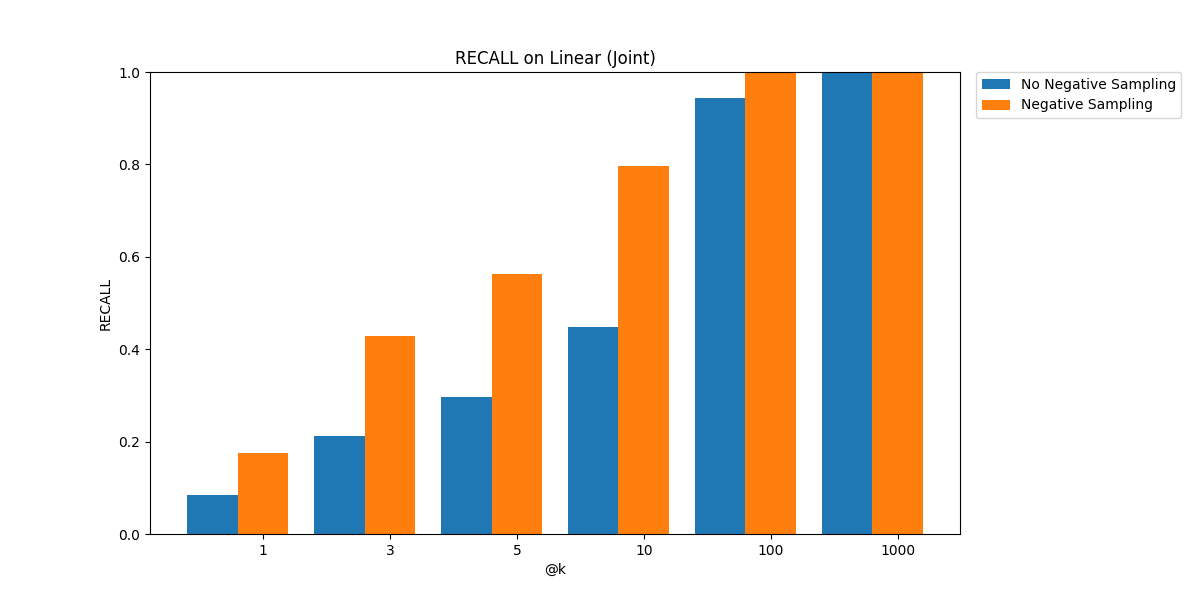 RECALL on Linear (Joint)
No Negative Sampling
Negative Sampling
RECALL
1.0
0.8
0.6
0.4
0.2
0.0
1 3 5 10 100 1000
@k